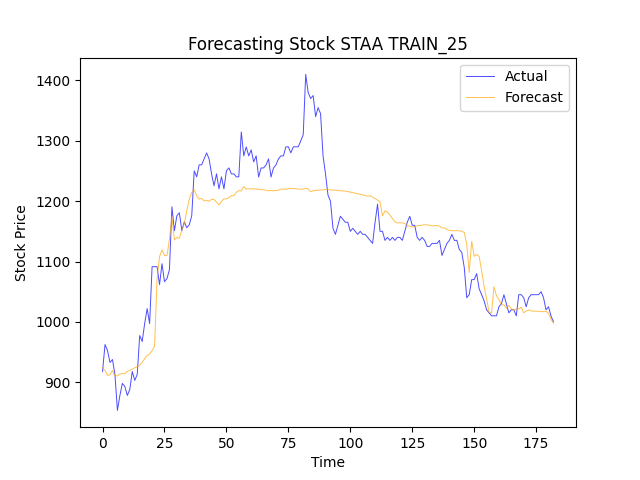 Forecasting Stock STAA TRAIN_25
Actual
Forecast
Stock Price
1400
1300
1200
1100
1000
900
0 25 50 75 100 125 150 175
Time